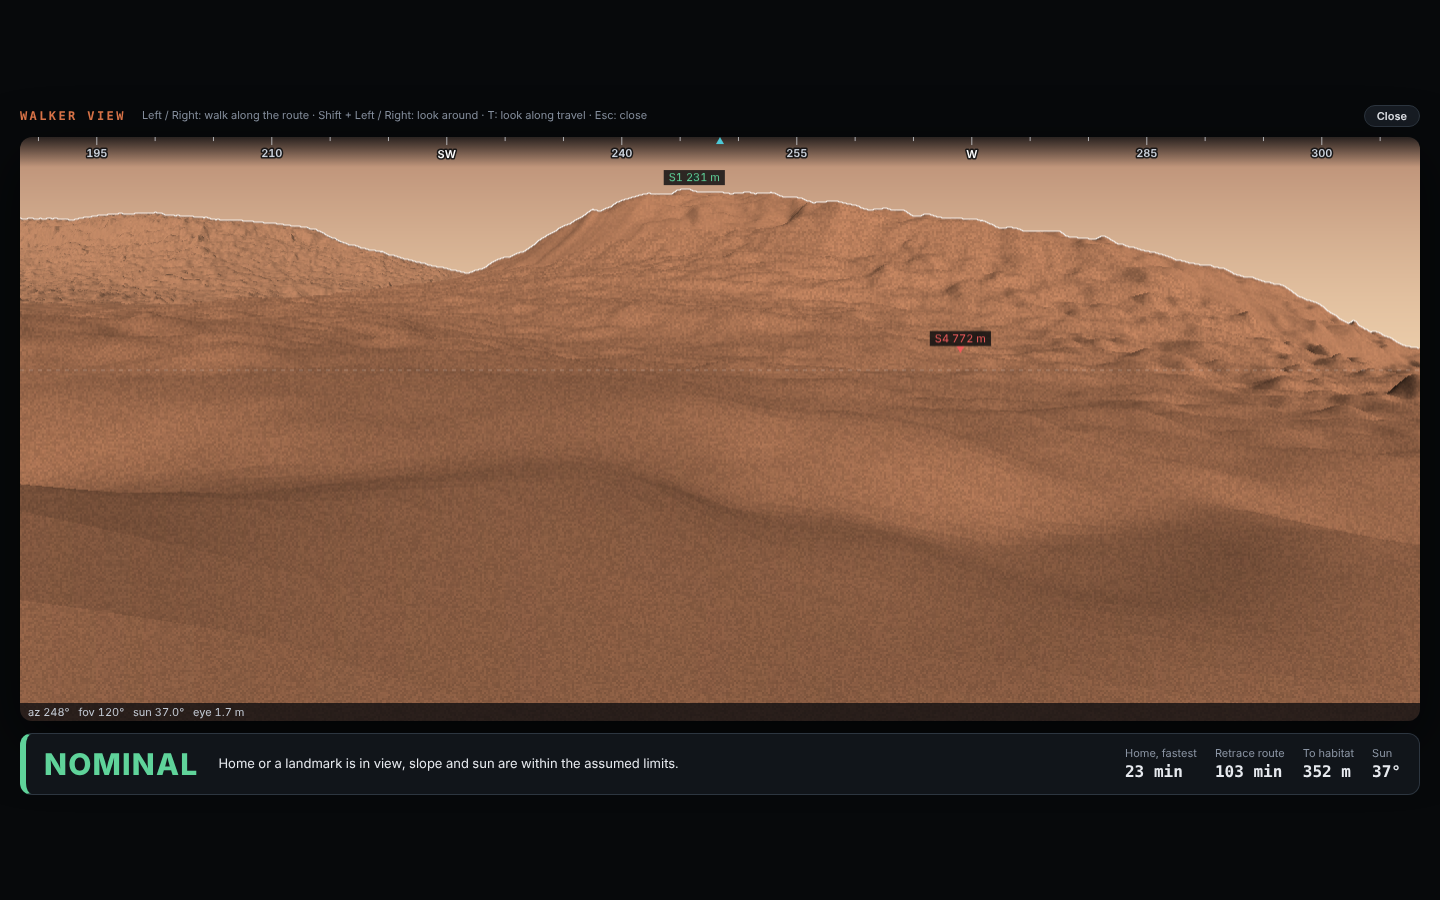 WALKER VIEW Left / Right: walk along the route · Shift + Left / Right: look around · T: look along travel · Esc: close Close
195 210 SW 240 255 W 285 300
S1 231 m
S4 772 m
az 248° fov 120° sun 37.0° eye 1.7 m
NOMINAL Home or a landmark is in view, slope and sun are within the assumed limits.
Home, fastest Retrace route To habitat Sun
23 min 103 min 352 m 37°